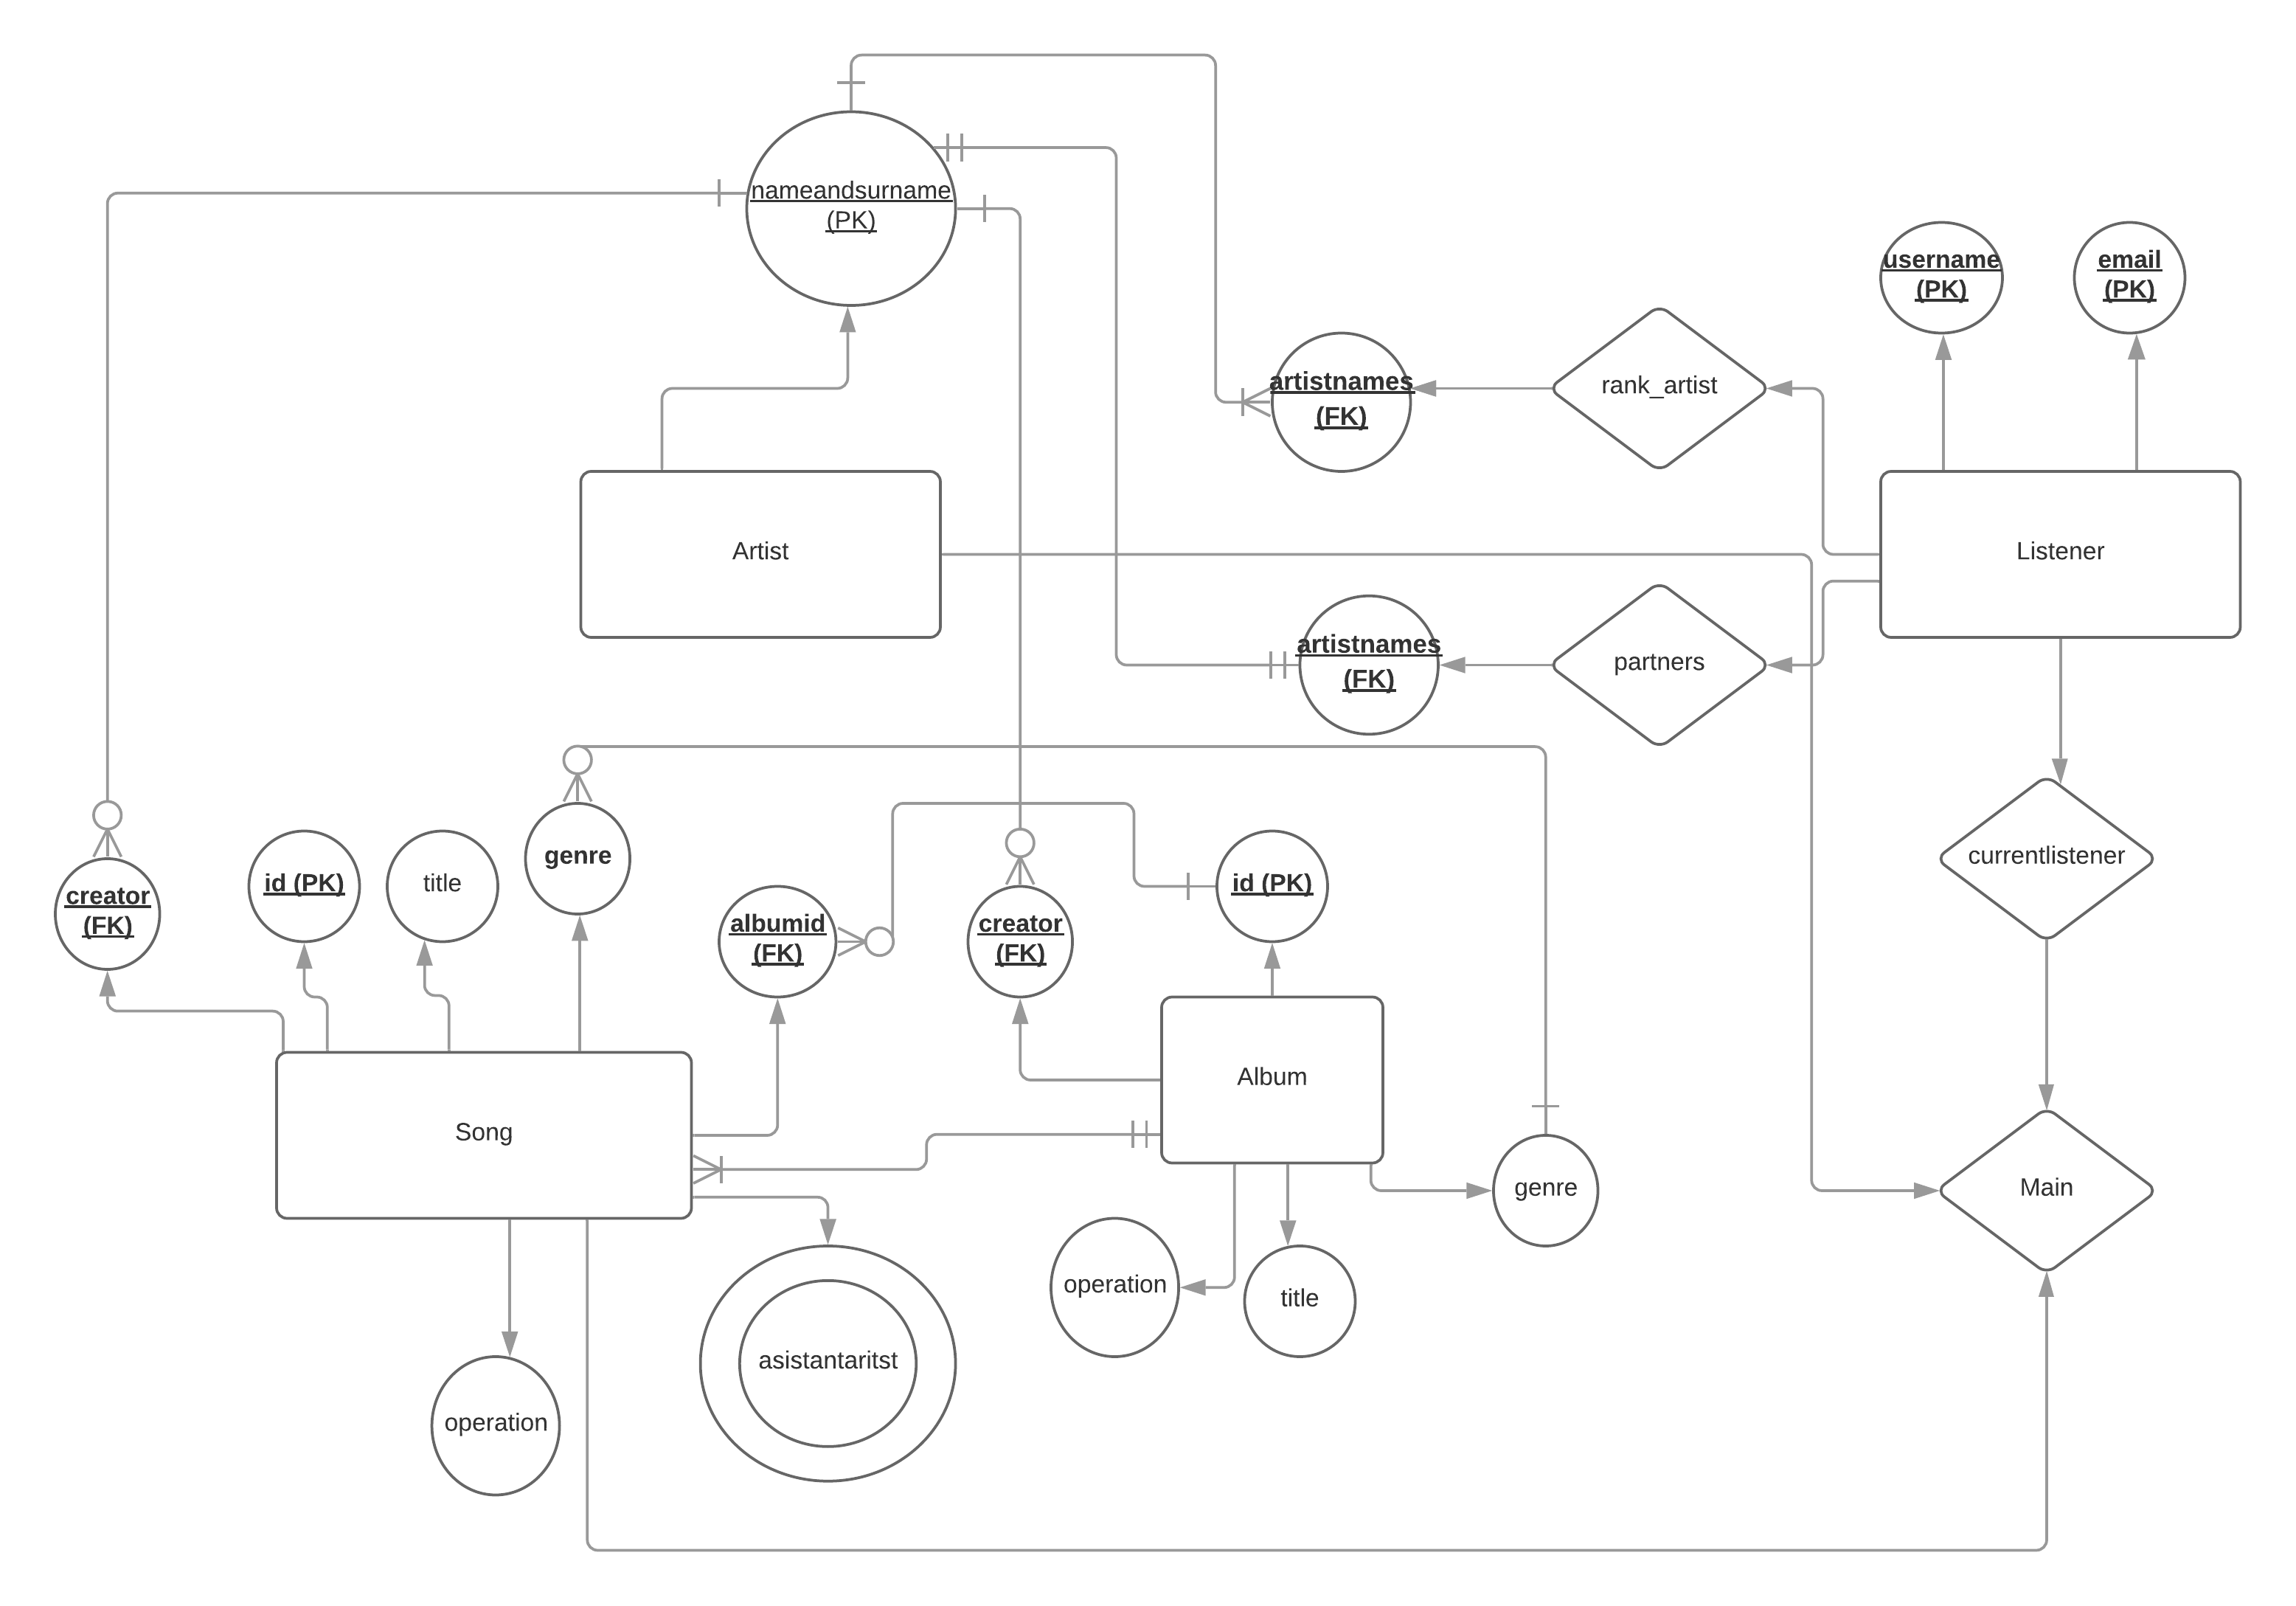 nameandsurname
(PK)
username
(PK)
email
(PK)
artistnames
(FK)
rank_artist
Artist
Listener
artistnames
(FK)
partners
creator
(FK)
id (PK)
title
genre
albumid
(FK)
creator
(FK)
id (PK)
currentlistener
Song
Album
genre
Main
operation
asistantaritst
operation
title